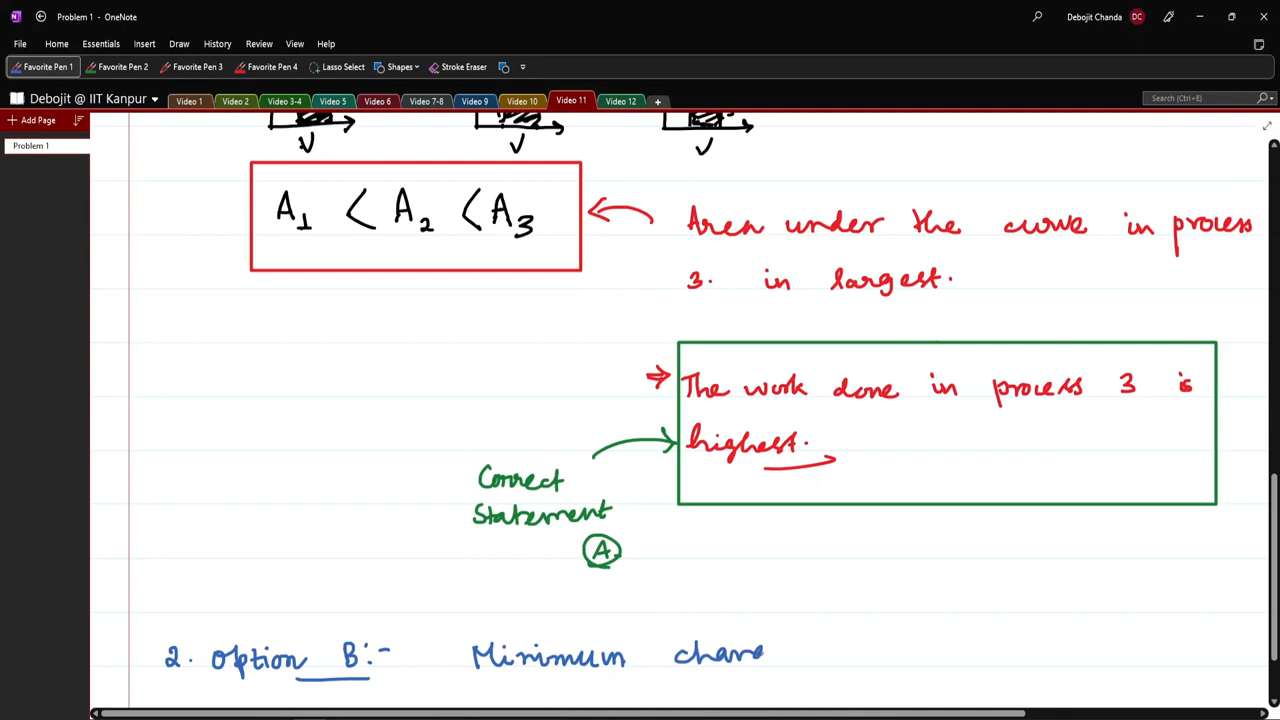 Problem 1 - OneNote
Debojit Chanda DC
File Home Essentials Insert Draw History Review View Help
Favorite Pen 1 Favorite Pen 2 Favorite Pen 3 Favorite Pen 4 Lasso Select Shapes Stroke Eraser
Debojit @ IIT Kanpur Video 1 Video 2 Video 3-4 Video 5 Video 6 Video 7-8 Video 9 Video 10 Video 11 Video 12 Search (Ctrl+E)
Add Page
Problem 1
V V V
A1 < A2 < A3
Area under the curve in process
3. in largest.
The work done in process 3 is
highest.
Correct
Statement
A.
2. Option B:- Minimum chan